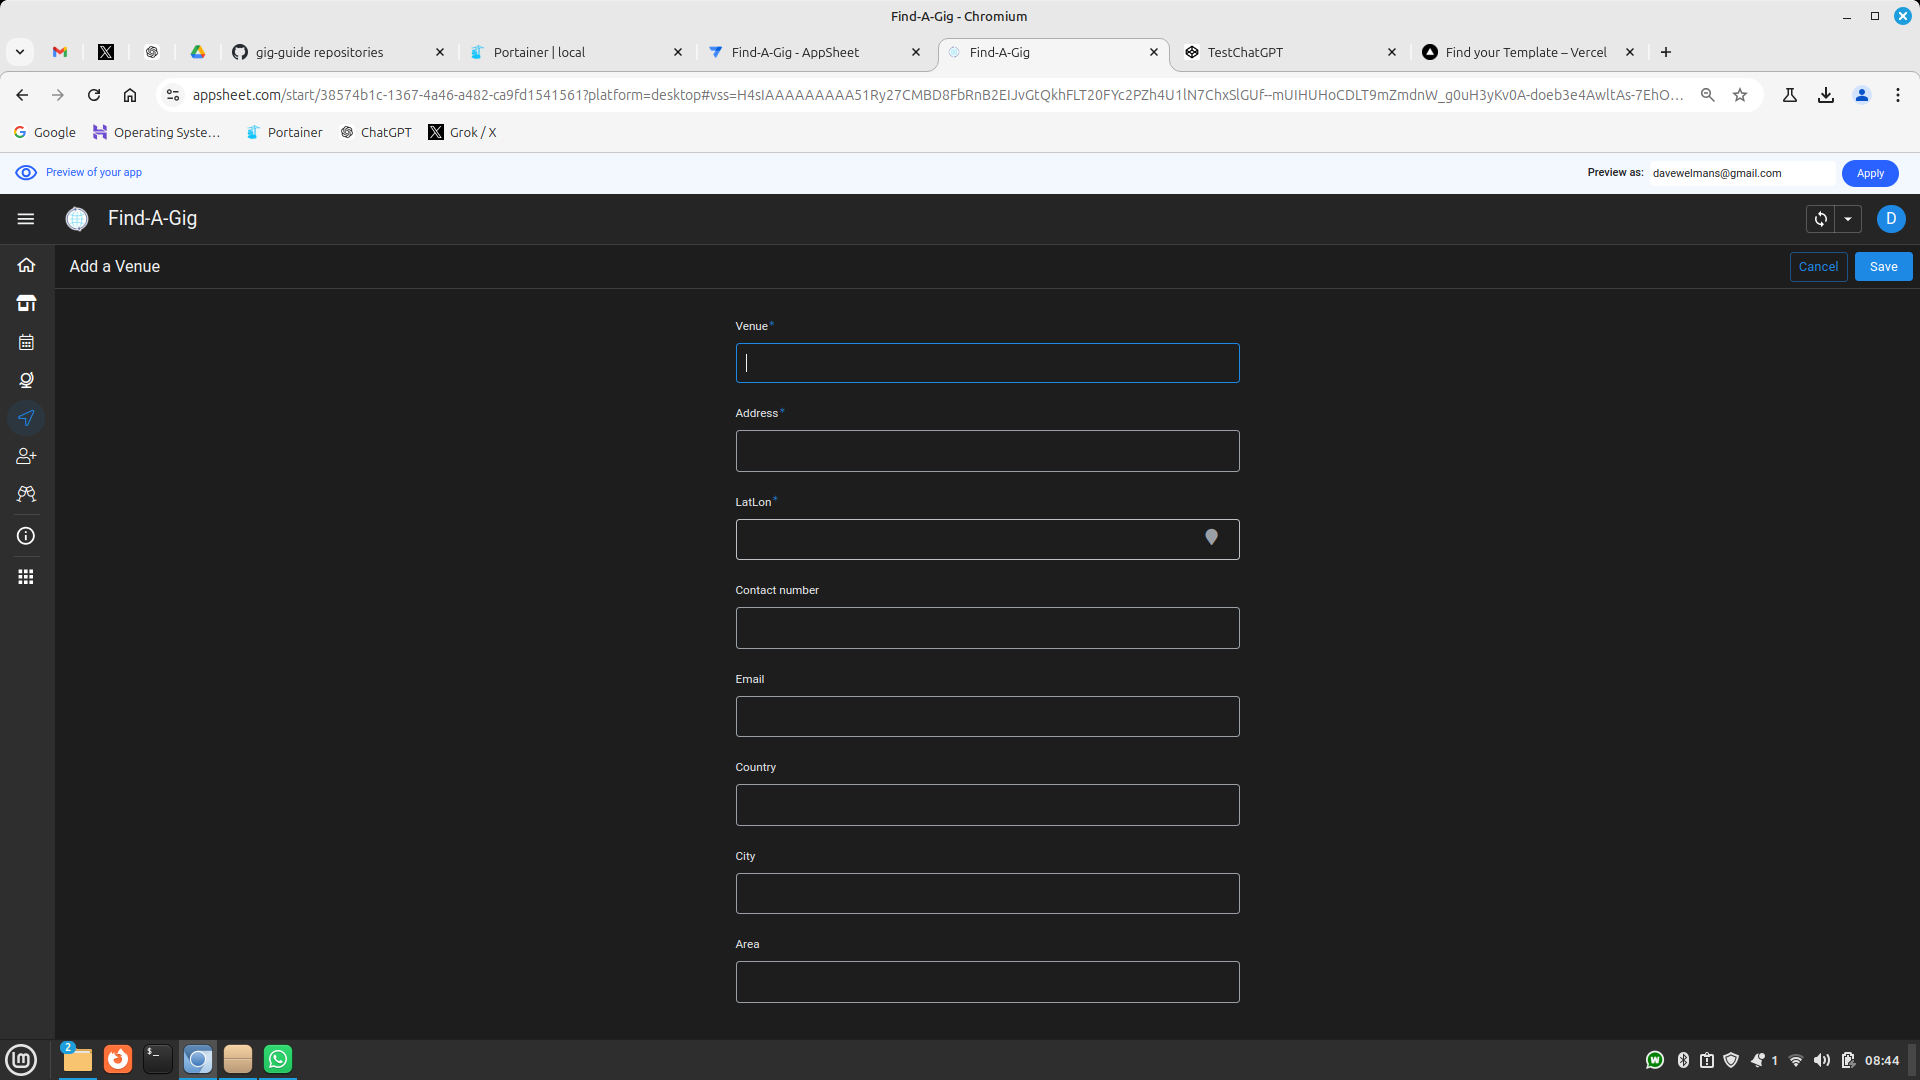 Find-A-Gig - Chromium
gig-guide repositories
Portainer | local
Find-A-Gig - AppSheet
Find-A-Gig
TestChatGPT
Find your Template – Vercel
appsheet.com/start/38574b1c-1367-4a46-a482-ca9fd1541561?platform=desktop#vss=H4sIAAAAAAAAA51Ry27CMBD8FbRnB2EIJvGtQkhFLT20FYc2PZh4U1lN7ChxSlGUf--mUIHUHoCDLT9mZmdnW_g0uH3yKv0A-doeb3e4AwltAs-7EhO...
Google
Operating Syste...
Portainer
ChatGPT
Grok / X
Preview of your app
Preview as:
davewelmans@gmail.com
Apply
Find-A-Gig
D
Add a Venue
Cancel
Save
Venue*
Address*
LatLon*
Contact number
Email
Country
City
Area
2
$_
1
08:44